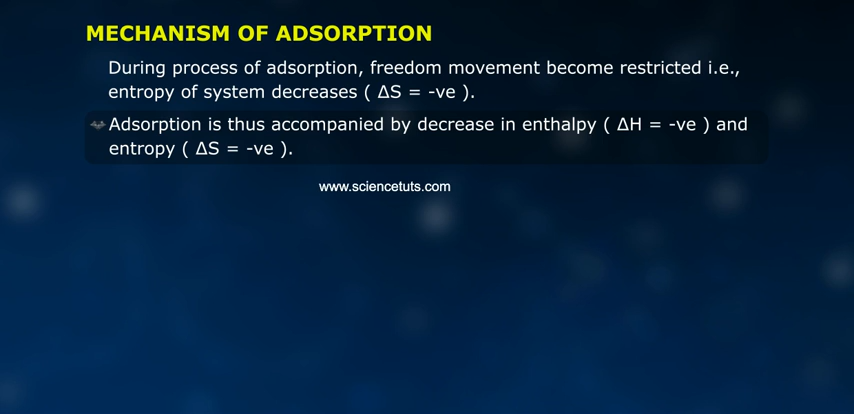 MECHANISM OF ADSORPTION
During process of adsorption, freedom movement become restricted i.e.,
entropy of system decreases ( ΔS = -ve ).
Adsorption is thus accompanied by decrease in enthalpy ( ΔH = -ve ) and
entropy ( ΔS = -ve ).
www.sciencetuts.com